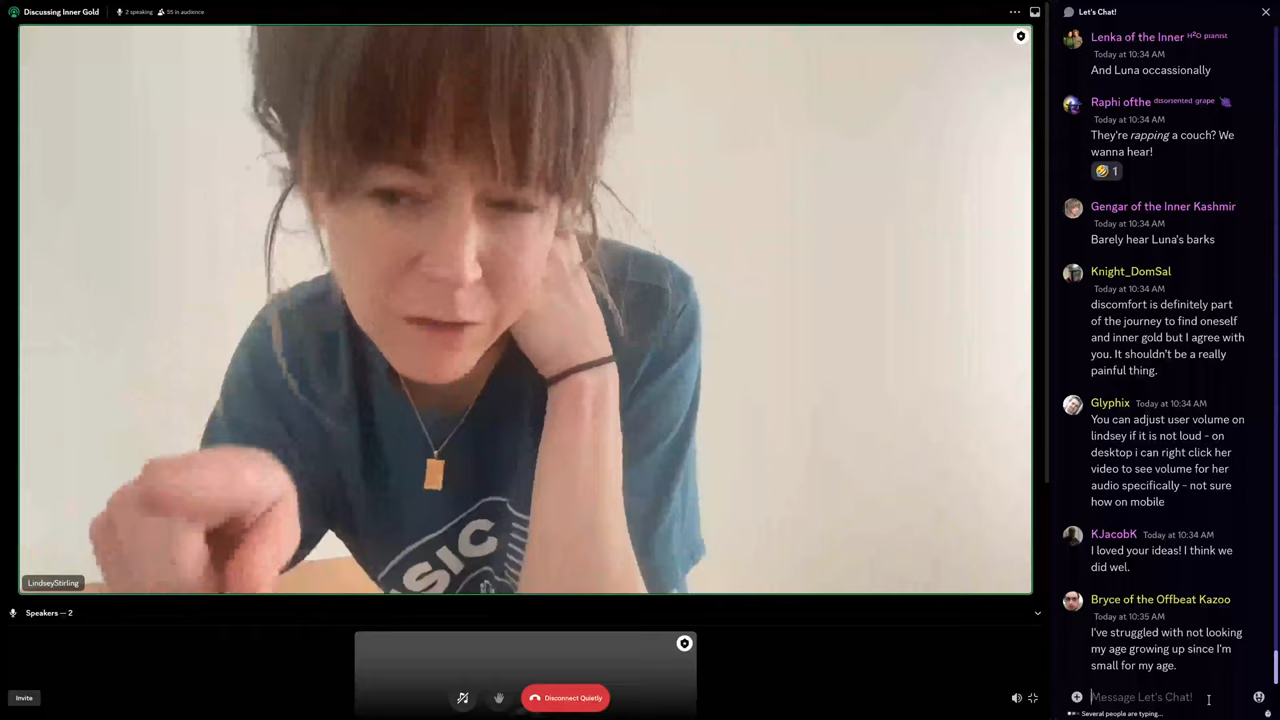 Discussing Inner Gold
2 speaking
55 in audience
Let's Chat!
SIC
LindseyStirling
Speakers — 2
Invite
Disconnect Quietly
Lenka of the Inner H²O pianist
Today at 10:34 AM
And Luna occassionally
Raphi ofthe disoriented grape
Today at 10:34 AM
They're rapping a couch? We
wanna hear!
1
Gengar of the Inner Kashmir
Today at 10:34 AM
Barely hear Luna's barks
Knight_DomSal
Today at 10:34 AM
discomfort is definitely part
of the journey to find oneself
and inner gold but I agree with
you. It shouldn't be a really
painful thing.
Glyphix Today at 10:34 AM
You can adjust user volume on
lindsey if it is not loud - on
desktop i can right click her
video to see volume for her
audio specifically - not sure
how on mobile
KJacobK Today at 10:34 AM
I loved your ideas! I think we
did wel.
Bryce of the Offbeat Kazoo
Today at 10:35 AM
I've struggled with not looking
my age growing up since I'm
small for my age.
Message Let's Chat!
Several people are typing...